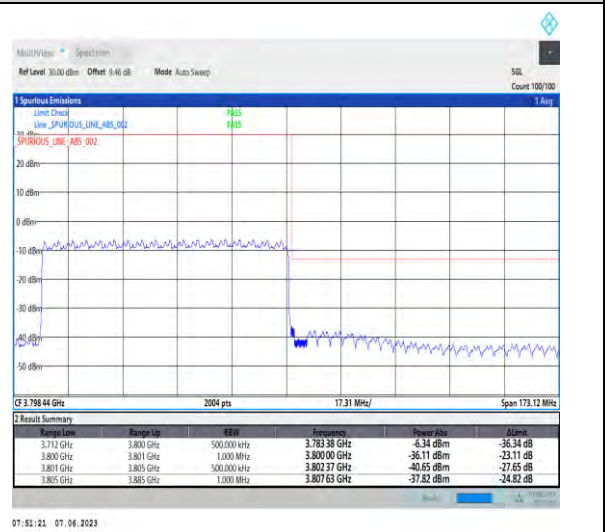 MultiView Spectrum
Ref Level 30.00 dBm Offset 9.46 dB Mode Auto Sweep SGL
Count 100/100
1 Spurious Emissions 1 Avg
Limit Check PASS
Line _SPURIOUS_LINE_ABS_002 PASS
_SPURIOUS_LINE_ABS_002
20 dBm
10 dBm
0 dBm
-10 dBm
-20 dBm
-30 dBm
-40 dBm
-50 dBm
CF 3.798 44 GHz 2004 pts 17.31 MHz/ Span 173.12 MHz
2 Result Summary
Range Low Range Up RBW Frequency Power Abs ΔLimit
3.712 GHz 3.800 GHz 500.000 kHz 3.783 38 GHz -6.34 dBm -36.34 dB
3.800 GHz 3.801 GHz 1.000 MHz 3.800 00 GHz -36.11 dBm -23.11 dB
3.801 GHz 3.805 GHz 500.000 kHz 3.802 37 GHz -40.65 dBm -27.65 dB
3.805 GHz 3.885 GHz 1.000 MHz 3.807 63 GHz -37.82 dBm -24.82 dB
07:51:21 07.06.2023